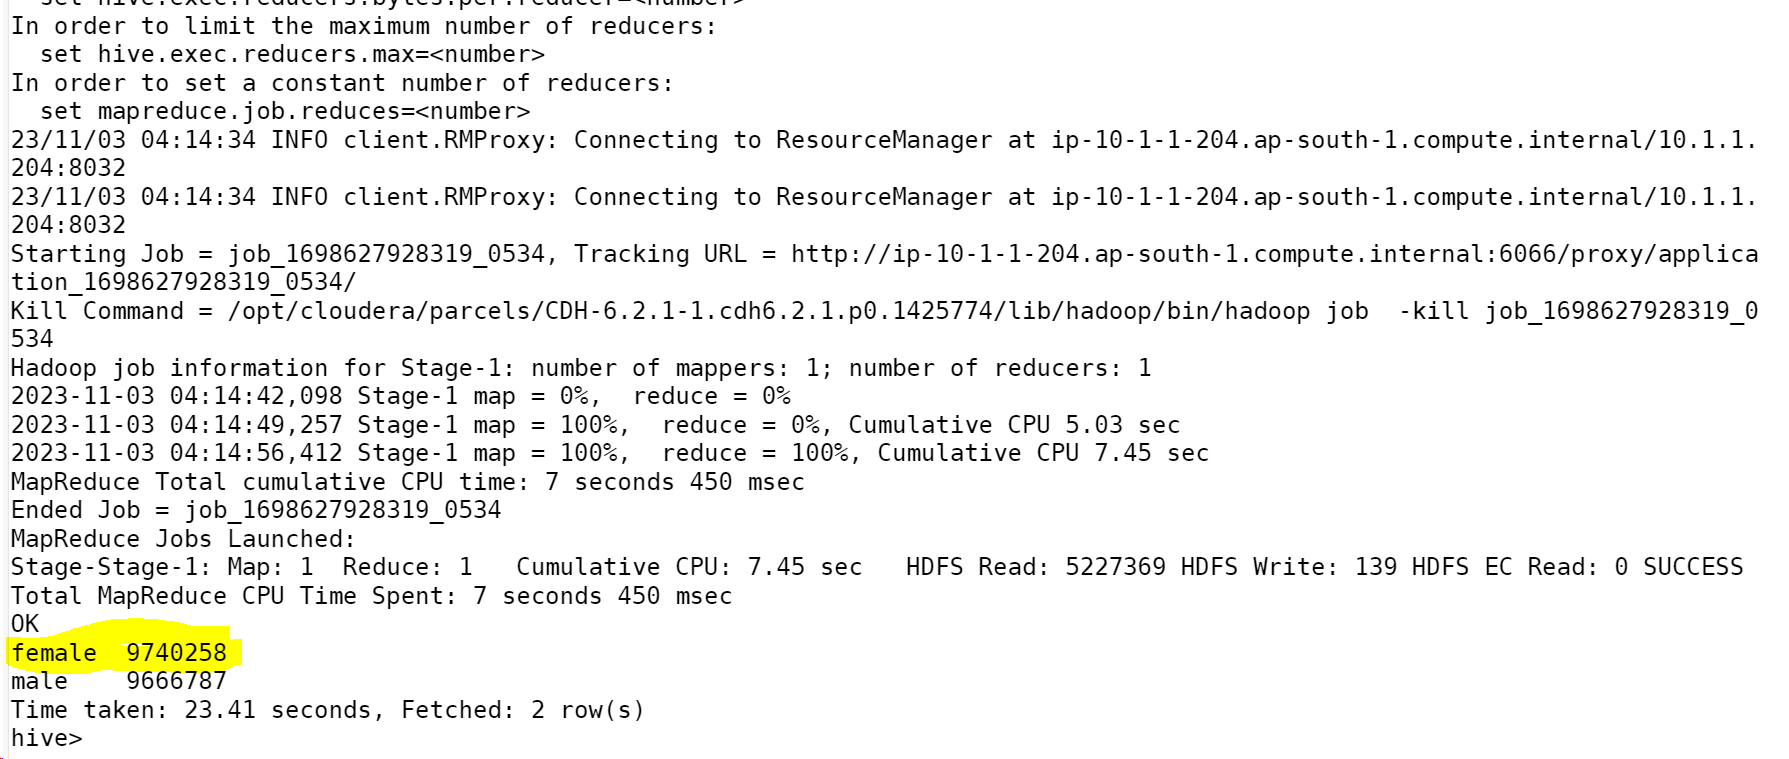 set hive.exec.reducers.bytes.per.reducer=<number>
In order to limit the maximum number of reducers:
  set hive.exec.reducers.max=<number>
In order to set a constant number of reducers:
  set mapreduce.job.reduces=<number>
23/11/03 04:14:34 INFO client.RMProxy: Connecting to ResourceManager at ip-10-1-1-204.ap-south-1.compute.internal/10.1.1.
204:8032
23/11/03 04:14:34 INFO client.RMProxy: Connecting to ResourceManager at ip-10-1-1-204.ap-south-1.compute.internal/10.1.1.
204:8032
Starting Job = job_1698627928319_0534, Tracking URL = http://ip-10-1-1-204.ap-south-1.compute.internal:6066/proxy/applica
tion_1698627928319_0534/
Kill Command = /opt/cloudera/parcels/CDH-6.2.1-1.cdh6.2.1.p0.1425774/lib/hadoop/bin/hadoop job  -kill job_1698627928319_0
534
Hadoop job information for Stage-1: number of mappers: 1; number of reducers: 1
2023-11-03 04:14:42,098 Stage-1 map = 0%,  reduce = 0%
2023-11-03 04:14:49,257 Stage-1 map = 100%,  reduce = 0%, Cumulative CPU 5.03 sec
2023-11-03 04:14:56,412 Stage-1 map = 100%,  reduce = 100%, Cumulative CPU 7.45 sec
MapReduce Total cumulative CPU time: 7 seconds 450 msec
Ended Job = job_1698627928319_0534
MapReduce Jobs Launched:
Stage-Stage-1: Map: 1  Reduce: 1   Cumulative CPU: 7.45 sec   HDFS Read: 5227369 HDFS Write: 139 HDFS EC Read: 0 SUCCESS
Total MapReduce CPU Time Spent: 7 seconds 450 msec
OK
female  9740258
male    9666787
Time taken: 23.41 seconds, Fetched: 2 row(s)
hive>